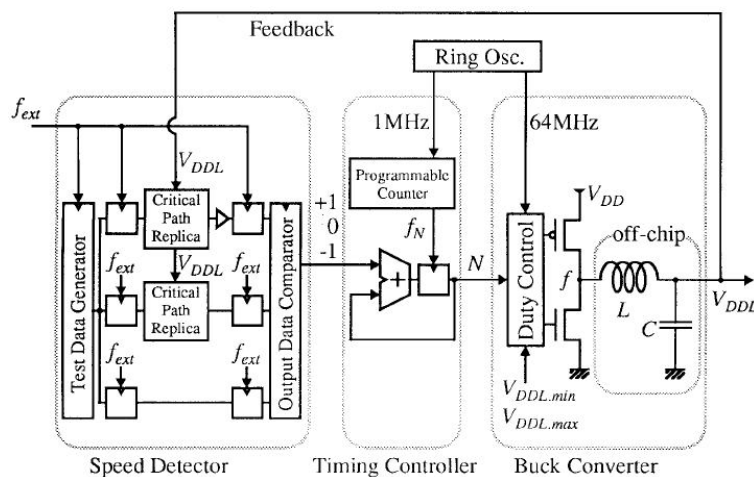 Feedback
Ring Osc.
f_ext
1MHz
64MHz
V_DDL
Programmable
Counter
V_DD
Test Data Generator
Critical
Path
Replica
Output Data Comparator
+1
0
-1
f_N
Duty Control
off-chip
f_ext
V_DDL
f_ext
+
N
f
L
V_DDL
Critical
Path
Replica
C
f_ext
V_DDL.min
V_DDL.max
Speed Detector
Timing Controller
Buck Converter